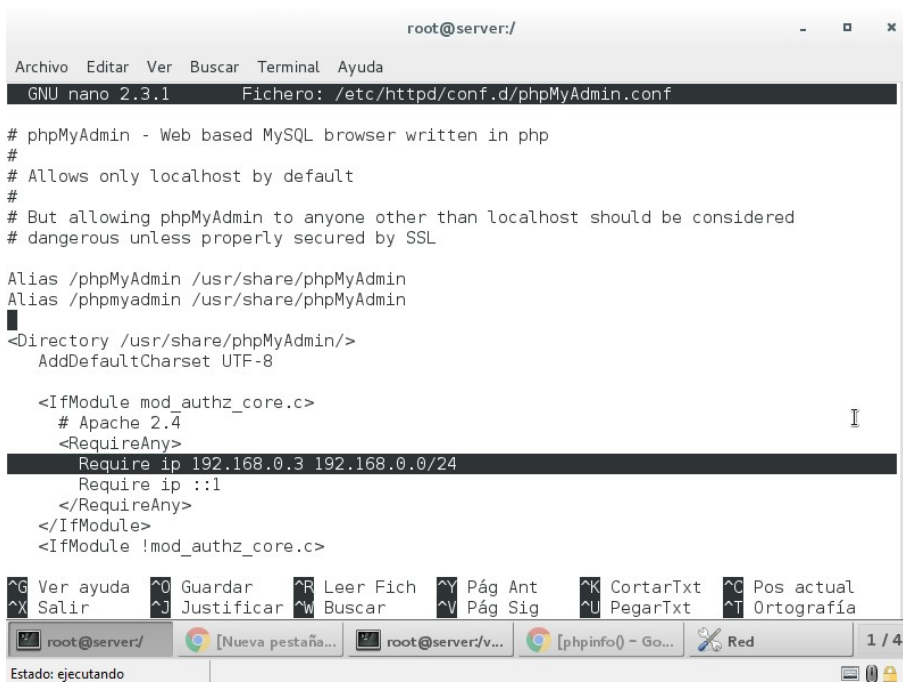 root@server:/
Archivo Editar Ver Buscar Terminal Ayuda
GNU nano 2.3.1 Fichero: /etc/httpd/conf.d/phpMyAdmin.conf
# phpMyAdmin - Web based MySQL browser written in php
#
# Allows only localhost by default
#
# But allowing phpMyAdmin to anyone other than localhost should be considered
# dangerous unless properly secured by SSL
Alias /phpMyAdmin /usr/share/phpMyAdmin
Alias /phpmyadmin /usr/share/phpMyAdmin
<Directory /usr/share/phpMyAdmin/>
AddDefaultCharset UTF-8
<IfModule mod_authz_core.c>
# Apache 2.4
<RequireAny>
Require ip 192.168.0.3 192.168.0.0/24
Require ip ::1
</RequireAny>
</IfModule>
<IfModule !mod_authz_core.c>
^G Ver ayuda ^O Guardar ^R Leer Fich ^Y Pág Ant ^K CortarTxt ^C Pos actual
^X Salir ^J Justificar ^W Buscar ^V Pág Sig ^U PegarTxt ^T Ortografía
root@server:/ [Nueva pestaña... root@server:/v... [phpinfo() – Go... Red 1 / 4
Estado: ejecutando